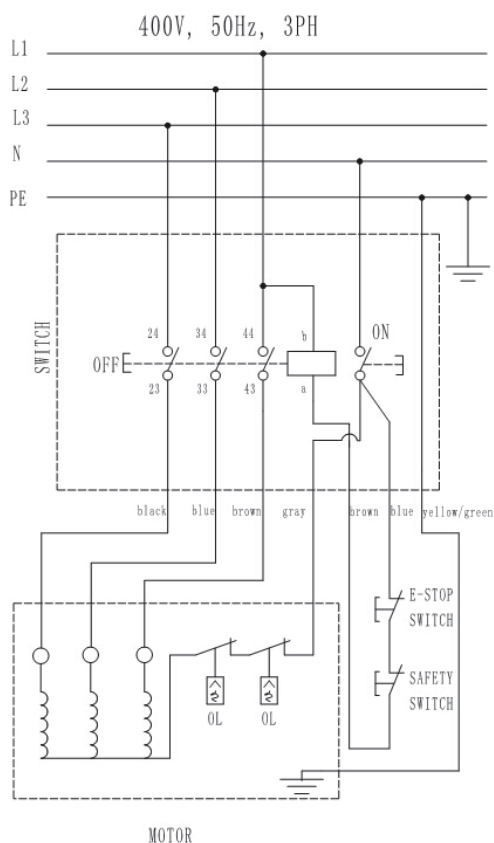 400V, 50Hz, 3PH
L1
L2
L3
N
PE
SWITCH
24 34 44 b ON
OFF
23 33 43 a
black blue brown gray brown blue yellow/green
E-STOP
SWITCH
SAFETY
SWITCH
OL OL
MOTOR